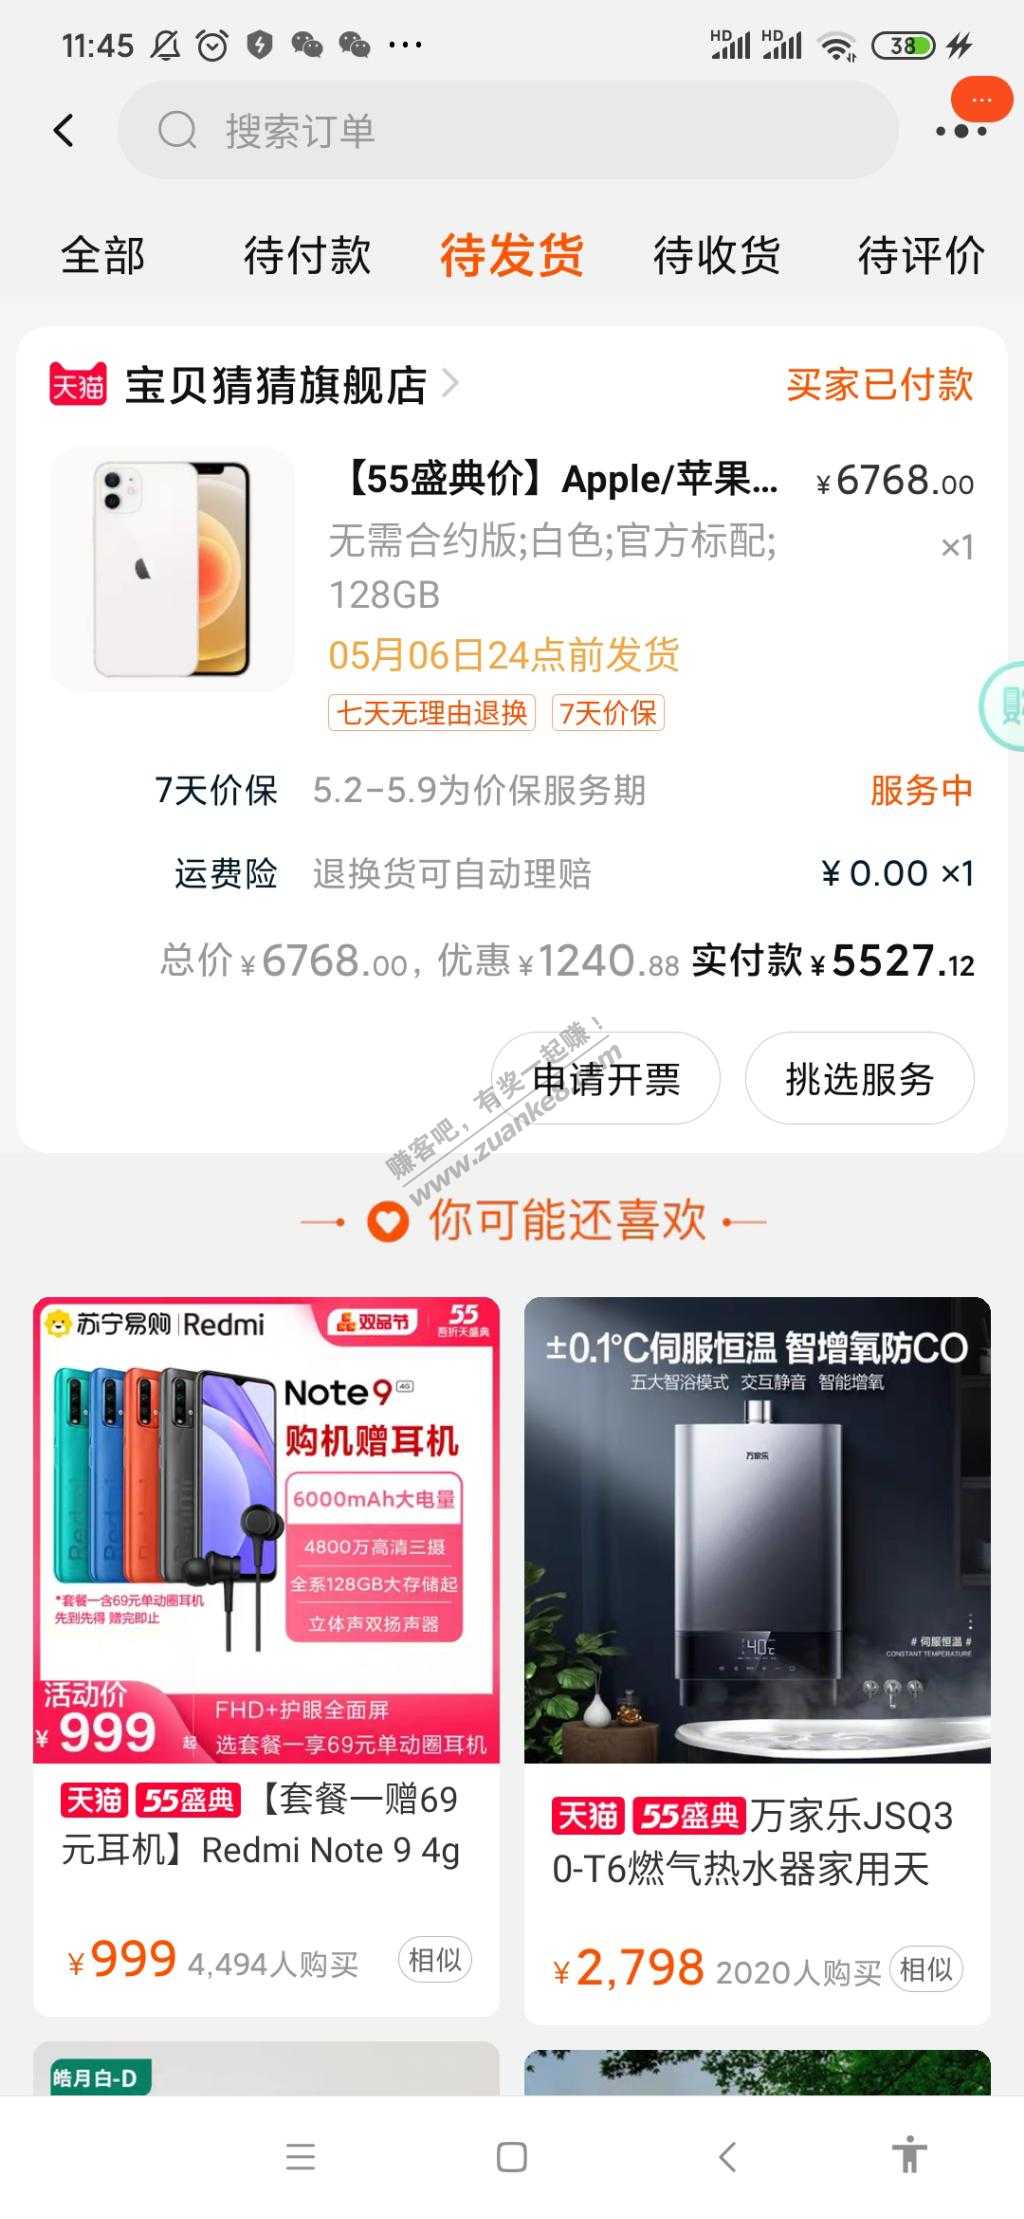 11:45
HD HD 38
搜索订单
全部 待付款 待发货 待收货 待评价
天猫 宝贝猜猜旗舰店 买家已付款
【55盛典价】Apple/苹果... ¥6768.00
无需合约版;白色;官方标配; ×1
128GB
05月06日24点前发货
七天无理由退换 7天价保
7天价保 5.2-5.9为价保服务期 服务中
运费险 退换货可自动理赔 ¥0.00 ×1
总价¥6768.00, 优惠¥1240.88 实付款¥5527.12
申请开票 挑选服务
赚客吧，有奖一起赚！
www.zuanke8.com
你可能还喜欢
苏宁易购 | Redmi 双品节 55
吾折天盛典
Note9 4G
购机赠耳机
6000mAh大电量
4800万高清三摄
全系128GB大存储起
立体声双扬声器
Redmi
*套餐一含69元单动圈耳机
先到先得 赠完即止
活动价
¥999起
FHD+护眼全面屏
选套餐一享69元单动圈耳机
天猫 55盛典 【套餐一赠69
元耳机】Redmi Note 9 4g
¥999 4,494人购买 相似
±0.1℃伺服恒温 智增氧防CO
五大智浴模式 交互静音 智能增氧
万家乐
40℃
# 伺服恒温 #
CONSTANT TEMPERATURE
天猫 55盛典 万家乐JSQ3
0-T6燃气热水器家用天
¥2,798 2020人购买 相似
皓月白-D